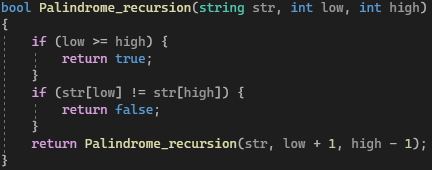 bool Palindrome_recursion(string str, int low, int high)
{
    if (low >= high) {
        return true;
    }
    if (str[low] != str[high]) {
        return false;
    }
    return Palindrome_recursion(str, low + 1, high - 1);
}